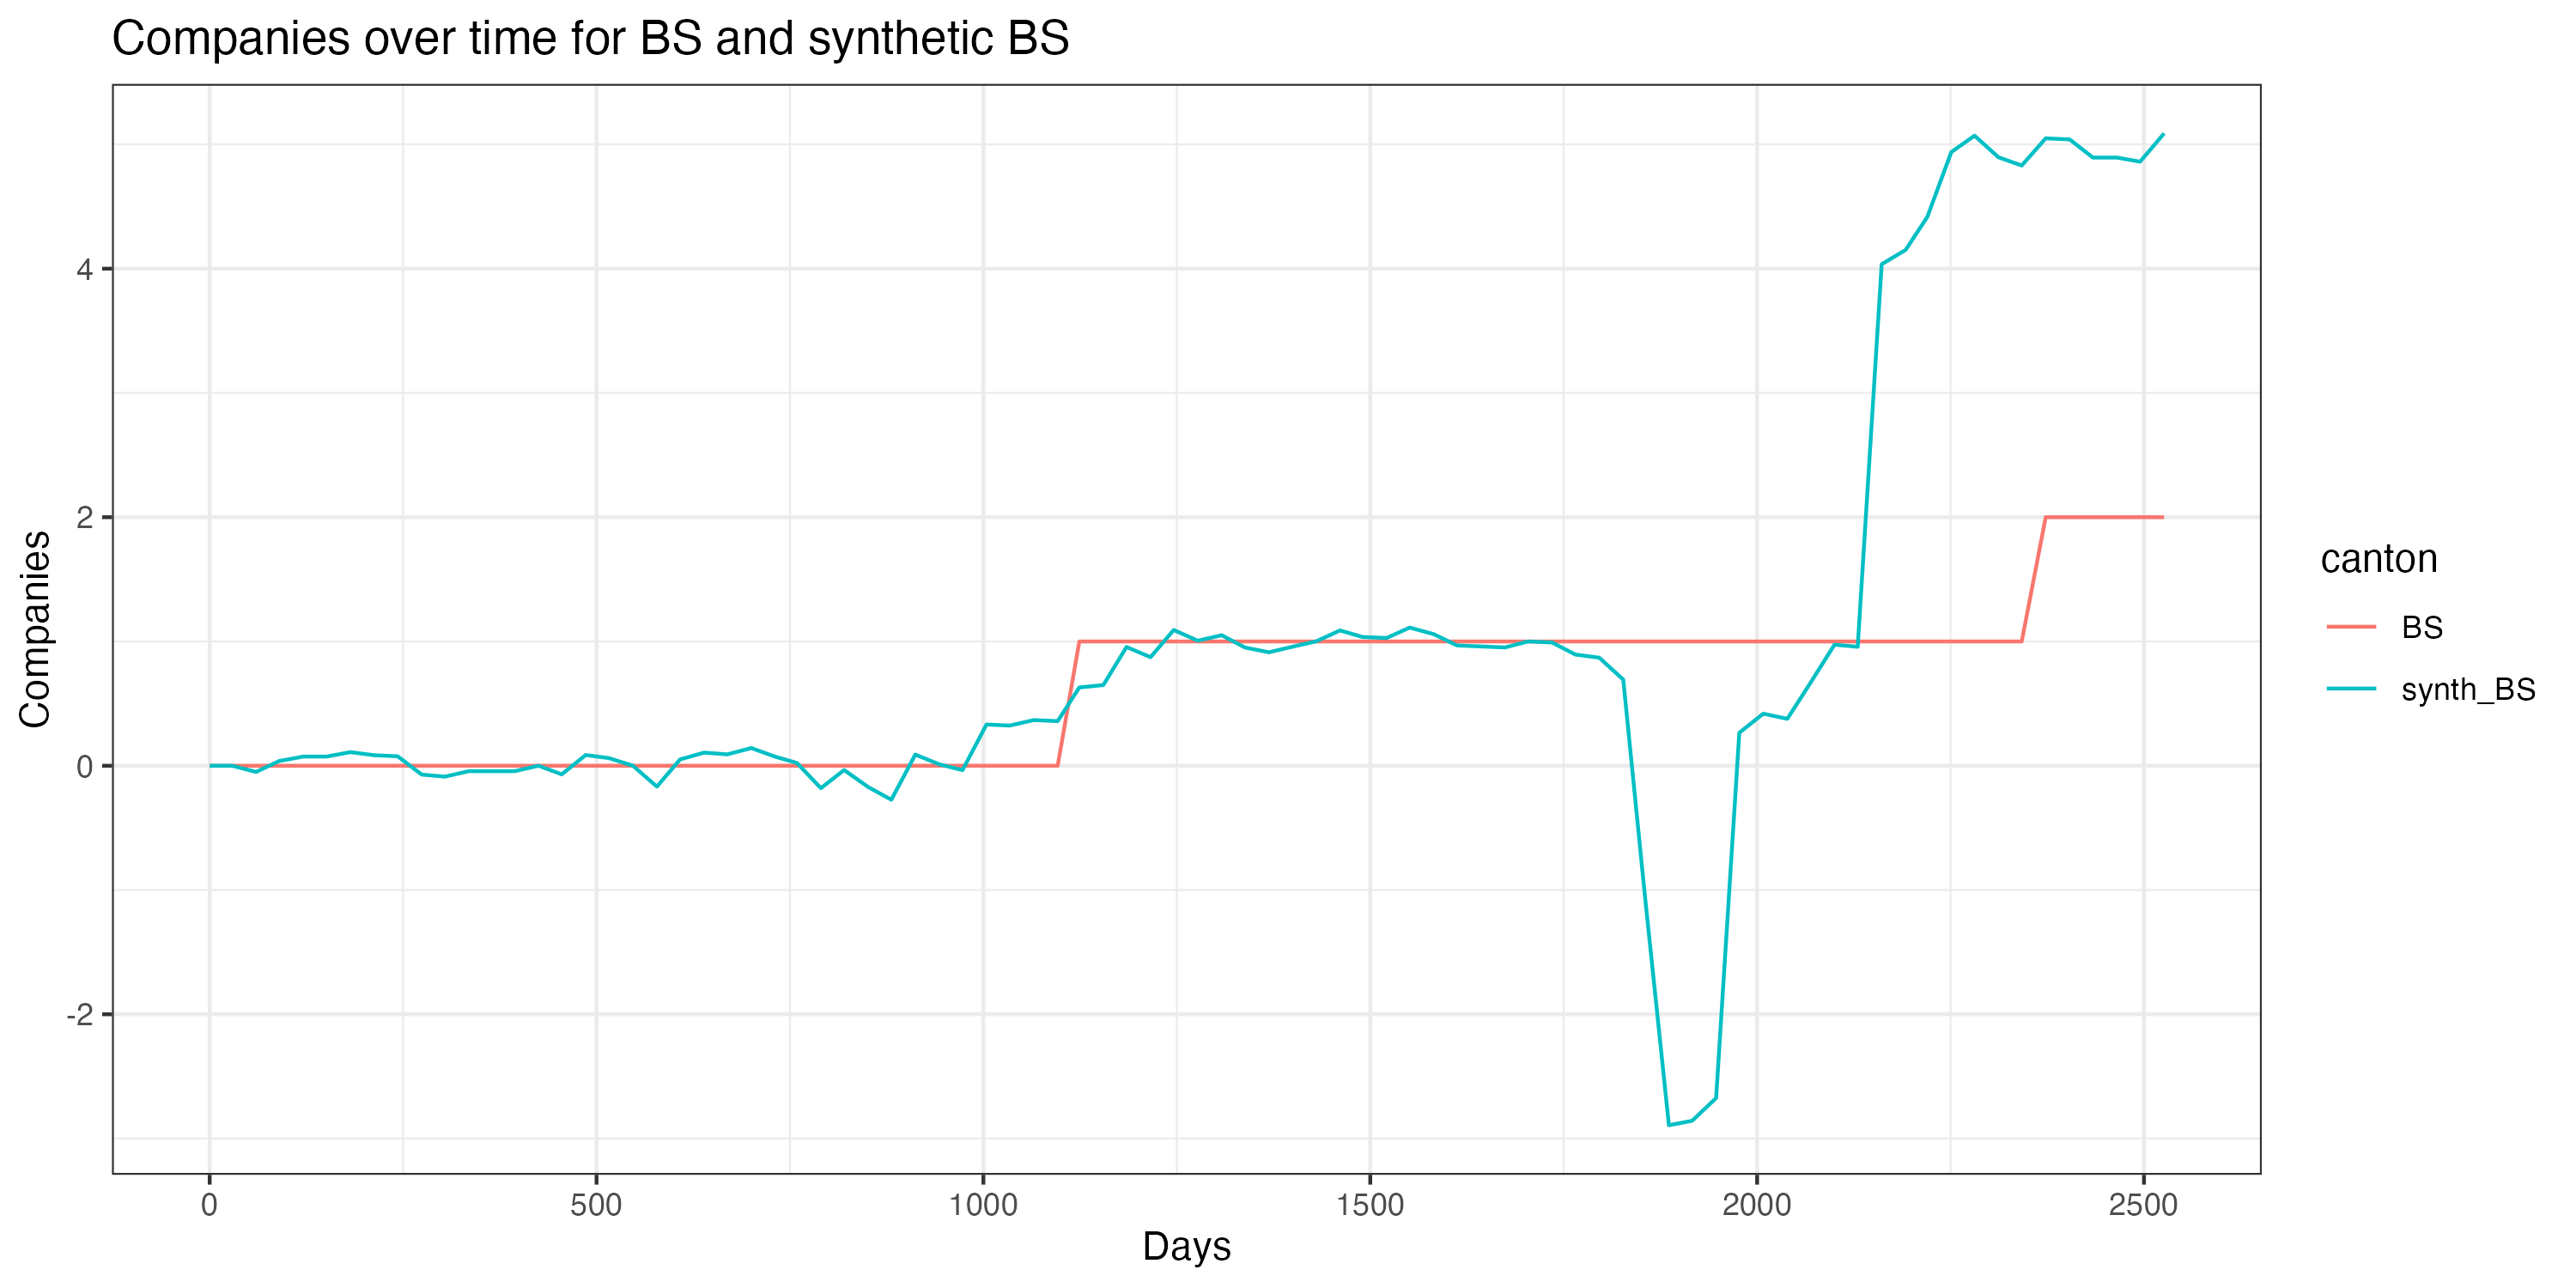 Companies over time for BS and synthetic BS
Companies
4
2
0
-2
0 500 1000 1500 2000 2500
Days
canton
BS
synth_BS